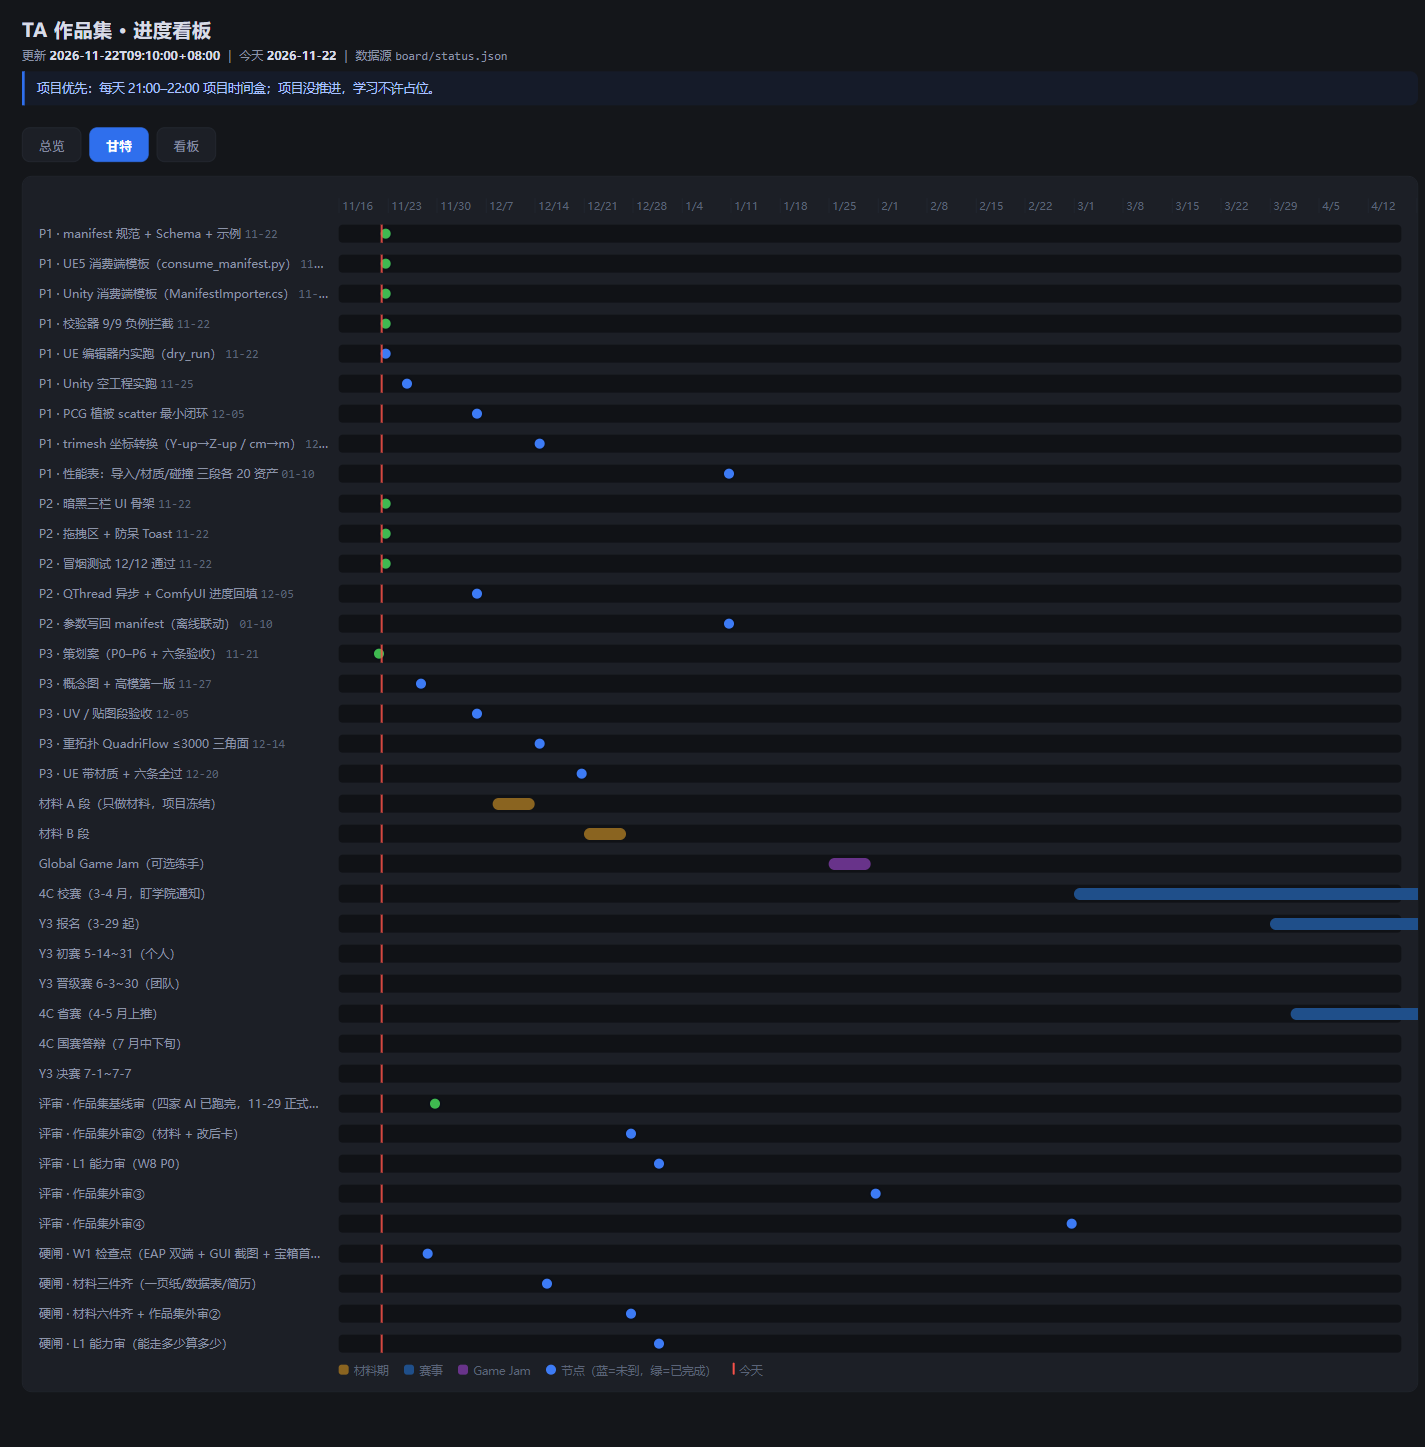 TA 作品集 • 进度看板
更新 2026-11-22T09:10:00+08:00 | 今天 2026-11-22 | 数据源 board/status.json
项目优先：每天 21:00–22:00 项目时间盒；项目没推进，学习不许占位。
总览 甘特 看板
11/16 11/23 11/30 12/7 12/14 12/21 12/28 1/4 1/11 1/18 1/25 2/1 2/8 2/15 2/22 3/1 3/8 3/15 3/22 3/29 4/5 4/12
P1 · manifest 规范 + Schema + 示例 11-22
P1 · UE5 消费端模板（consume_manifest.py） 11...
P1 · Unity 消费端模板（ManifestImporter.cs） 11-...
P1 · 校验器 9/9 负例拦截 11-22
P1 · UE 编辑器内实跑（dry_run） 11-22
P1 · Unity 空工程实跑 11-25
P1 · PCG 植被 scatter 最小闭环 12-05
P1 · trimesh 坐标转换（Y-up→Z-up / cm→m） 12...
P1 · 性能表：导入/材质/碰撞 三段各 20 资产 01-10
P2 · 暗黑三栏 UI 骨架 11-22
P2 · 拖拽区 + 防呆 Toast 11-22
P2 · 冒烟测试 12/12 通过 11-22
P2 · QThread 异步 + ComfyUI 进度回填 12-05
P2 · 参数写回 manifest（离线联动） 01-10
P3 · 策划案（P0–P6 + 六条验收） 11-21
P3 · 概念图 + 高模第一版 11-27
P3 · UV / 贴图段验收 12-05
P3 · 重拓扑 QuadriFlow ≤3000 三角面 12-14
P3 · UE 带材质 + 六条全过 12-20
材料 A 段（只做材料，项目冻结）
材料 B 段
Global Game Jam（可选练手）
4C 校赛（3-4 月，盯学院通知）
Y3 报名（3-29 起）
Y3 初赛 5-14~31（个人）
Y3 晋级赛 6-3~30（团队）
4C 省赛（4-5 月上推）
4C 国赛答辩（7 月中下旬）
Y3 决赛 7-1~7-7
评审 · 作品集基线审（四家 AI 已跑完，11-29 正式...
评审 · 作品集外审②（材料 + 改后卡）
评审 · L1 能力审（W8 P0）
评审 · 作品集外审③
评审 · 作品集外审④
硬闸 · W1 检查点（EAP 双端 + GUI 截图 + 宝箱首...
硬闸 · 材料三件齐（一页纸/数据表/简历）
硬闸 · 材料六件齐 + 作品集外审②
硬闸 · L1 能力审（能走多少算多少）
材料期 赛事 Game Jam 节点（蓝=未到，绿=已完成） 今天